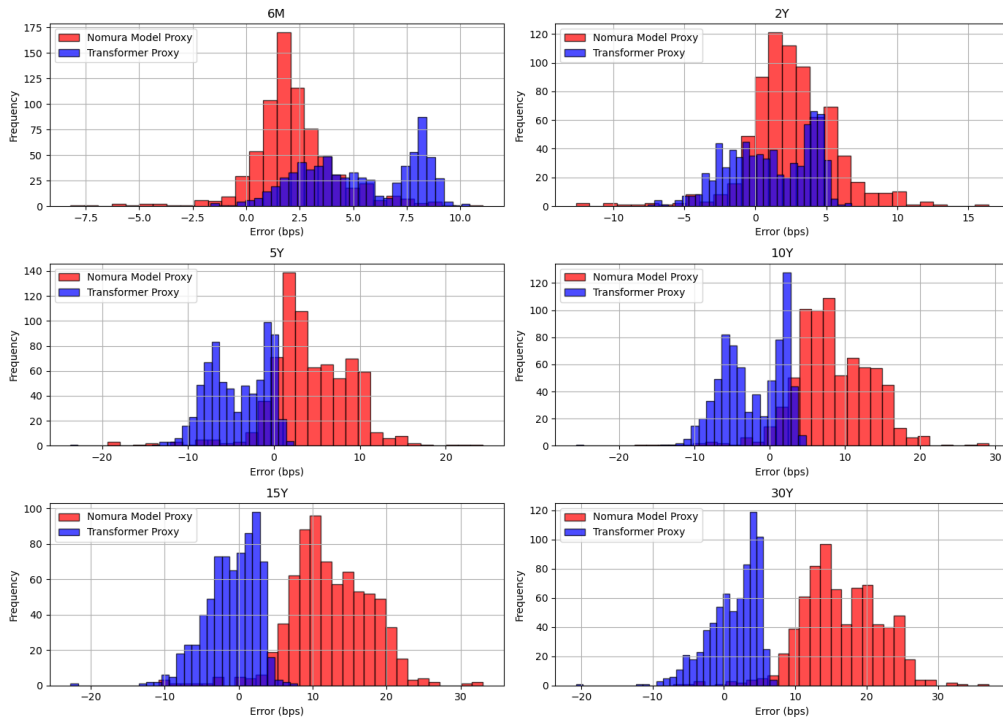 6M
Nomura Model Proxy
Transformer Proxy
Frequency
175
150
125
100
75
50
25
0
-7.5
-5.0
-2.5
0.0
2.5
5.0
7.5
10.0
Error (bps)
2Y
Nomura Model Proxy
Transformer Proxy
Frequency
120
100
80
60
40
20
0
-10
-5
0
5
10
15
Error (bps)
5Y
Nomura Model Proxy
Transformer Proxy
Frequency
140
120
100
80
60
40
20
0
-20
-10
0
10
20
Error (bps)
10Y
Nomura Model Proxy
Transformer Proxy
Frequency
120
100
80
60
40
20
0
-20
-10
0
10
20
30
Error (bps)
15Y
Nomura Model Proxy
Transformer Proxy
Frequency
100
80
60
40
20
0
-20
-10
0
10
20
30
Error (bps)
30Y
Nomura Model Proxy
Transformer Proxy
Frequency
120
100
80
60
40
20
0
-20
-10
0
10
20
30
Error (bps)